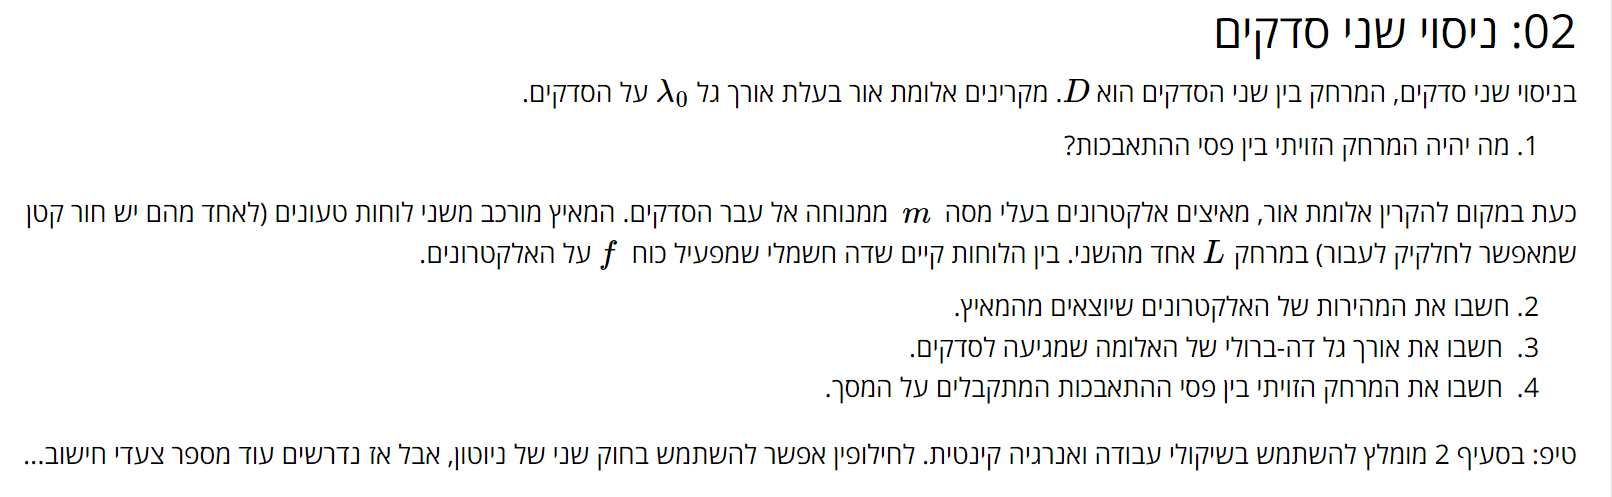 02: ניסוי שני סדקים
בניסוי שני סדקים, המרחק בין שני הסדקים הוא D. מקרינים אלומת אור בעלת אורך גל λ₀ על הסדקים.
1. מה יהיה המרחק הזויתי בין פסי ההתאבכות?
כעת במקום להקרין אלומת אור, מאיצים אלקטרונים בעלי מסה m ממנוחה אל עבר הסדקים. המאיץ מורכב משני לוחות טעונים (לאחד מהם יש חור קטן
שמאפשר לחלקיק לעבור) במרחק L אחד מהשני. בין הלוחות קיים שדה חשמלי שמפעיל כוח f על האלקטרונים.
2. חשבו את המהירות של האלקטרונים שיוצאים מהמאיץ.
3. חשבו את אורך גל דה-ברולי של האלומה שמגיעה לסדקים.
4. חשבו את המרחק הזויתי בין פסי ההתאבכות המתקבלים על המסך.
טיפ: בסעיף 2 מומלץ להשתמש בשיקולי עבודה ואנרגיה קינטית. לחילופין אפשר להשתמש בחוק שני של ניוטון, אבל אז נדרשים עוד מספר צעדי חישוב...